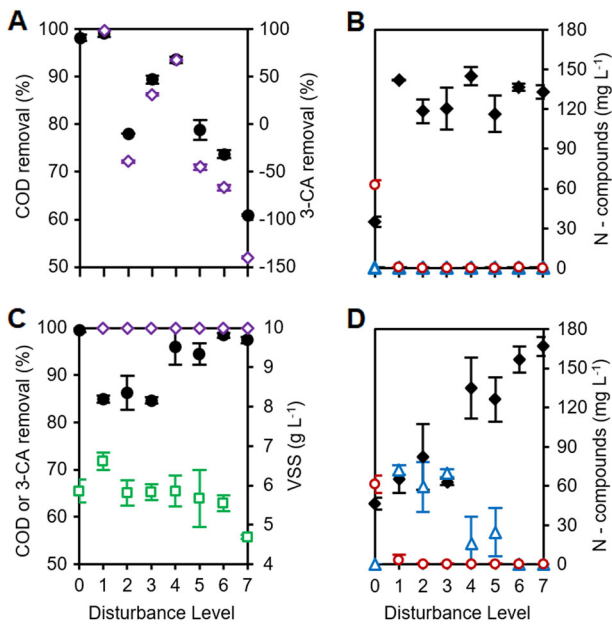 A
B
COD removal (%)
100
90
80
70
60
50
100
50
0
-50
-100
-150
3-CA removal (%)
180
150
120
90
60
30
0
N - compounds (mg L-1)
C
D
COD or 3-CA removal (%)
100
90
80
70
60
50
10
9
8
7
6
5
4
VSS (g L-1)
180
150
120
90
60
30
0
N - compounds (mg L-1)
0 1 2 3 4 5 6 7
0 1 2 3 4 5 6 7
Disturbance Level
Disturbance Level